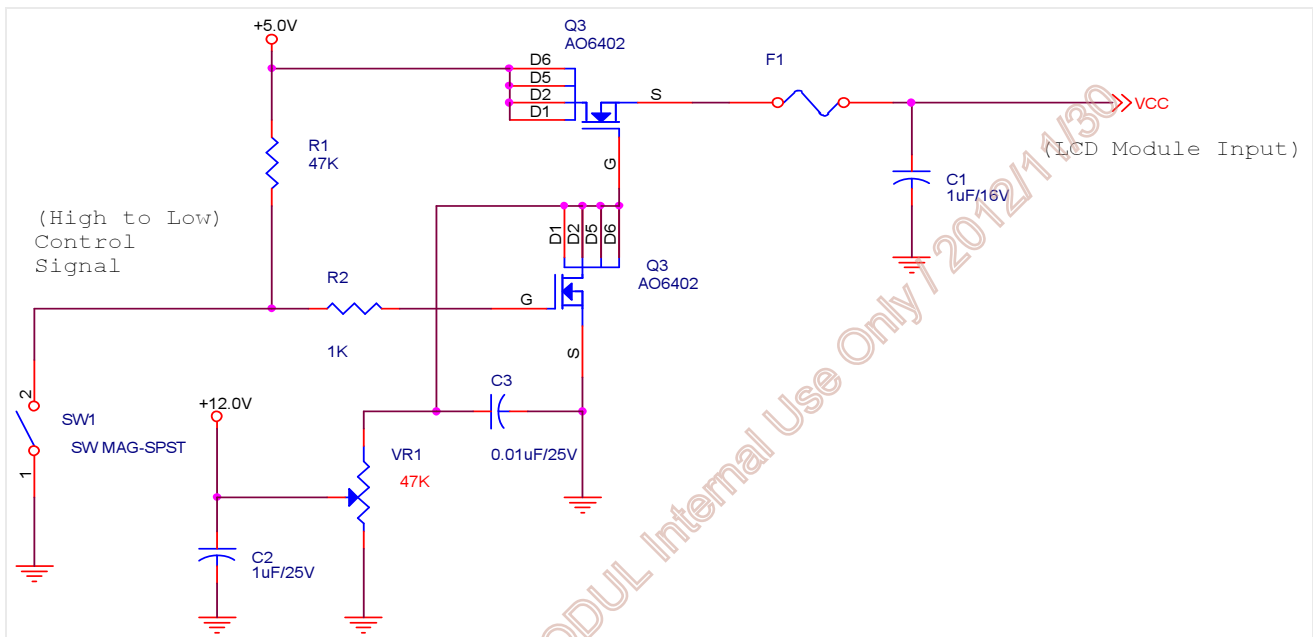 +5.0V
Q3
AO6402
D6
D5
D2
D1
S
G
F1
VCC
(LCD Module Input)
C1
1uF/16V
R1
47K
(High to Low)
Control
Signal
R2
1K
D1
D2
D5
D6
Q3
AO6402
G
S
C3
0.01uF/25V
2
SW1
SW MAG-SPST
1
+12.0V
VR1
47K
C2
1uF/25V
ODUL Internal Use Only / 2012/11/30